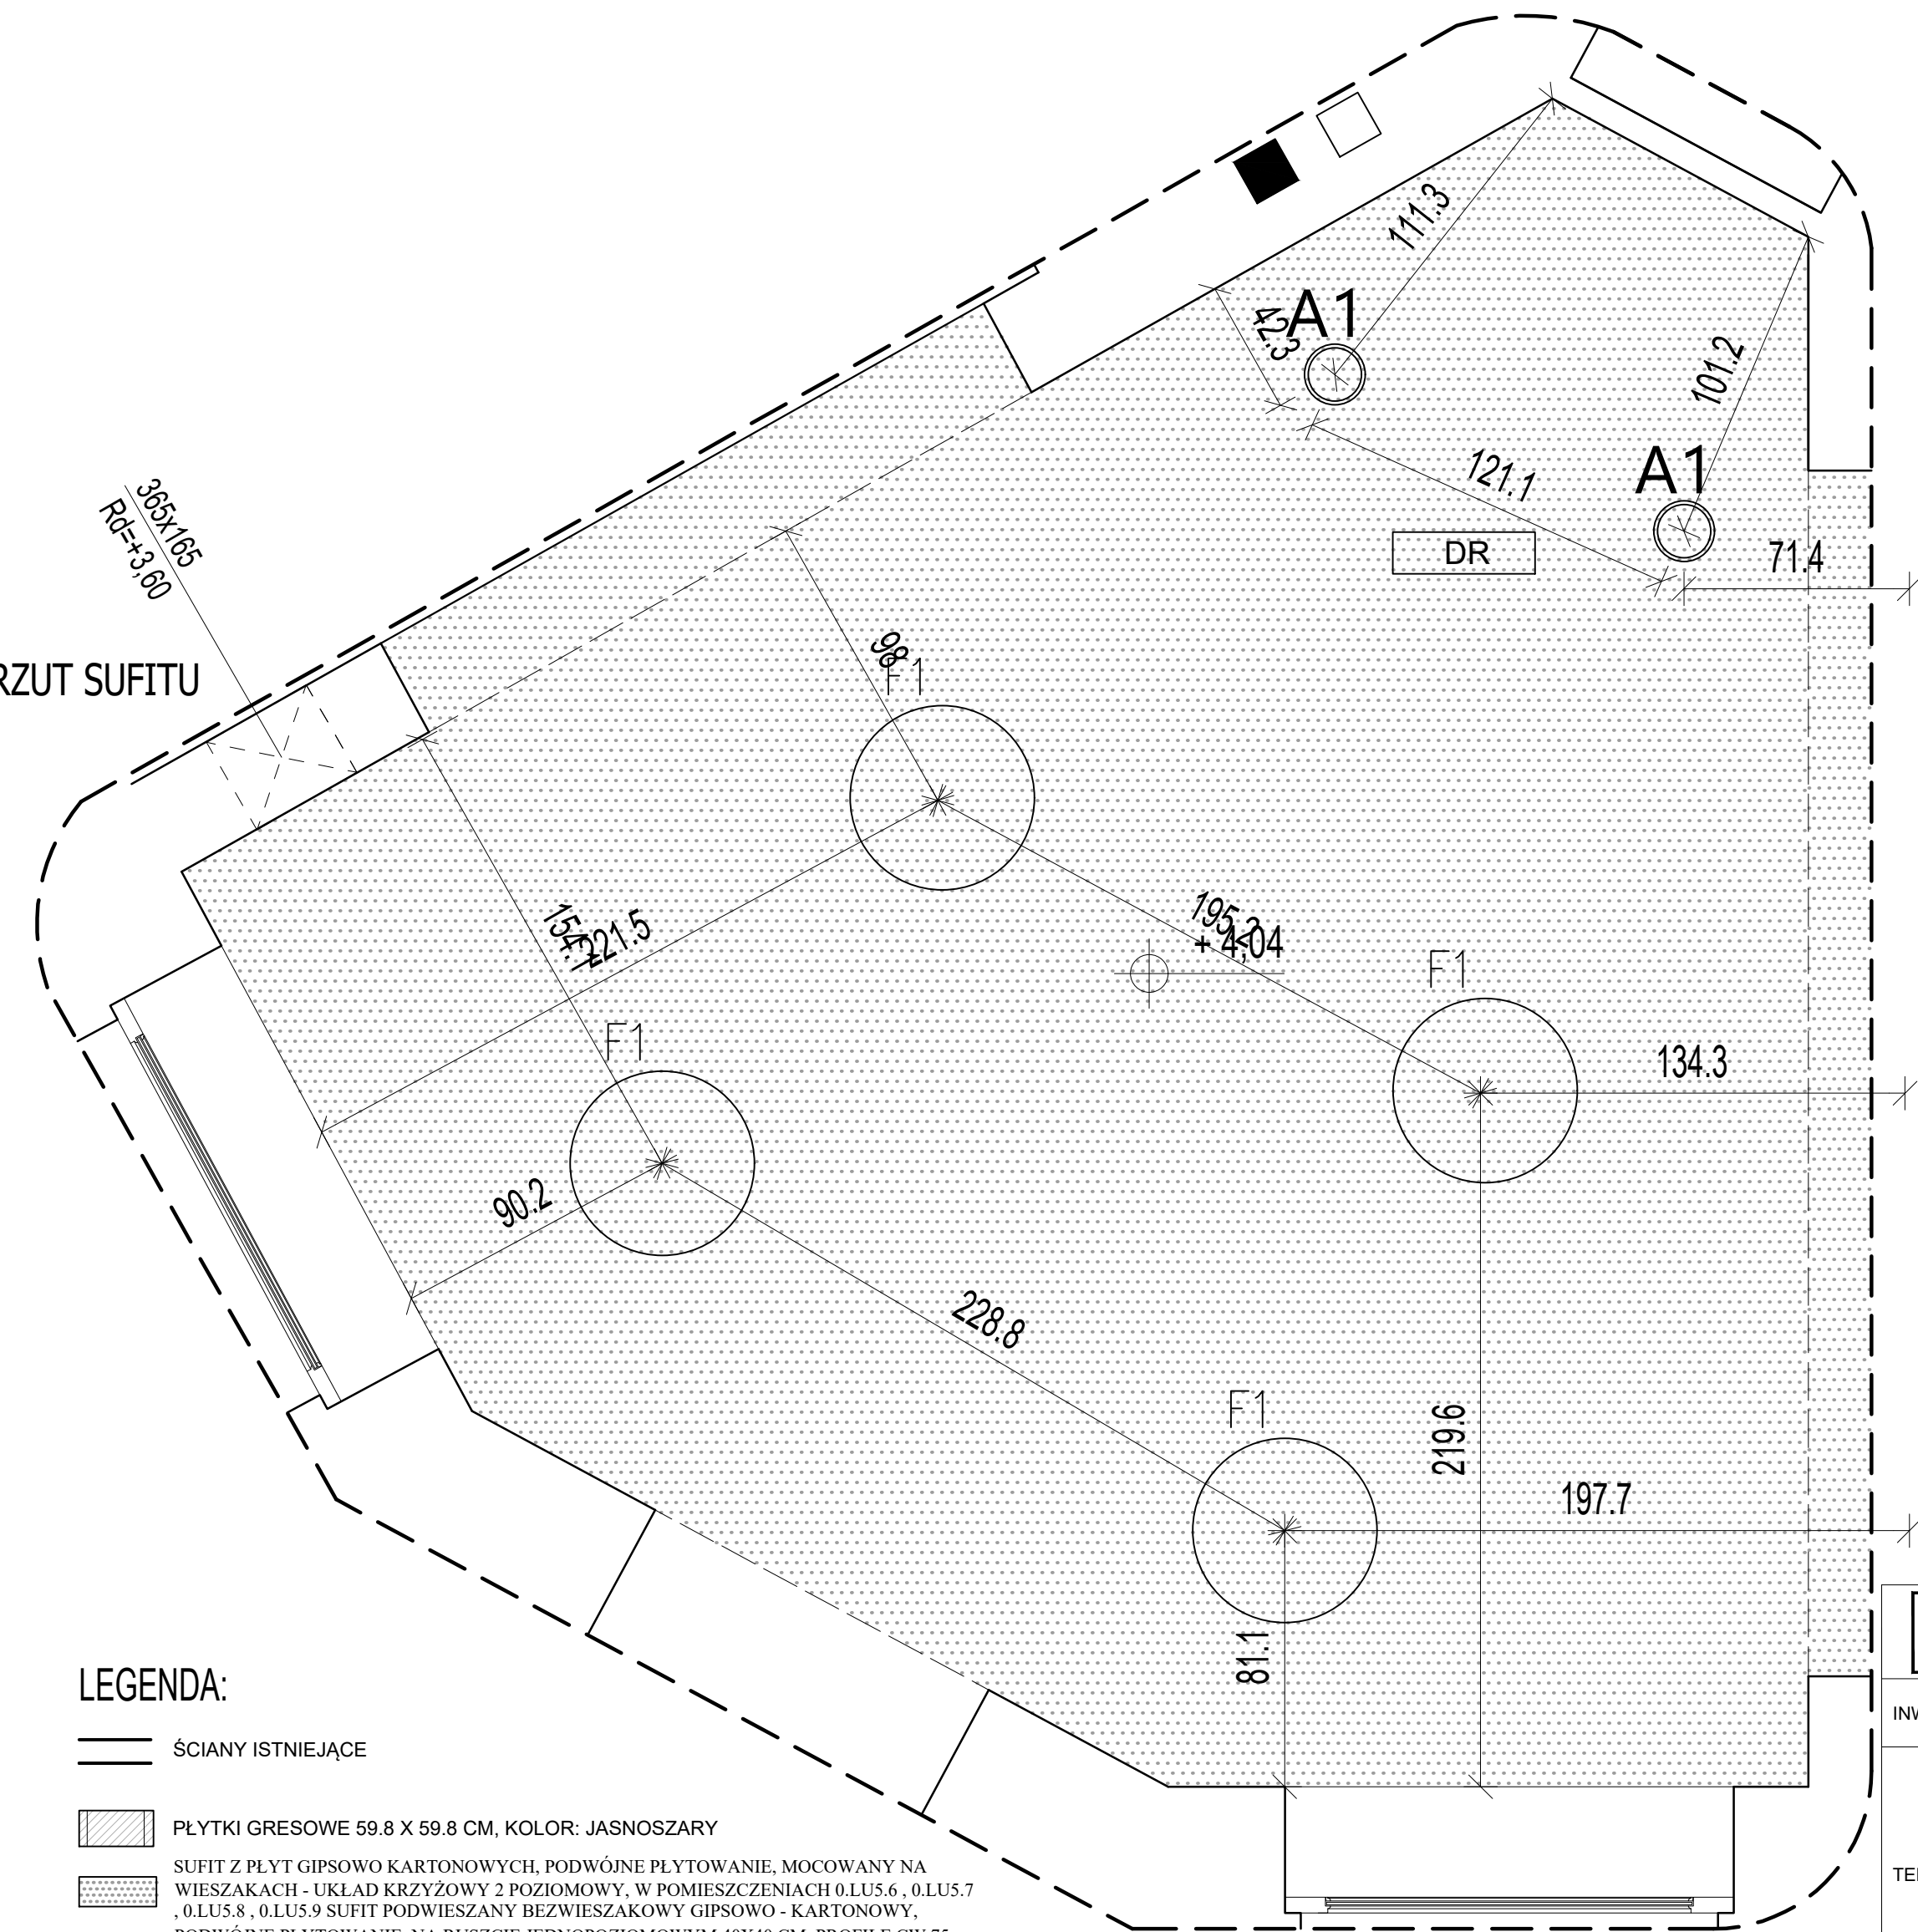 111.3
A1
42.3
101.2
121.1
A1
DR
71.4
365x165
Rd=+3,60
RZUT SUFITU
98
F1
154.1
221.5
195.2
+ 4,04
F1
F1
134.3
90.2
228.8
F1
219.6
197.7
81.1
LEGENDA:
ŚCIANY ISTNIEJĄCE
PŁYTKI GRESOWE 59.8 X 59.8 CM, KOLOR: JASNOSZARY
SUFIT Z PŁYT GIPSOWO KARTONOWYCH, PODWÓJNE PŁYTOWANIE, MOCOWANY NA
WIESZAKACH - UKŁAD KRZYŻOWY 2 POZIOMOWY, W POMIESZCZENIACH 0.LU5.6 , 0.LU5.7
, 0.LU5.8 , 0.LU5.9 SUFIT PODWIESZANY BEZWIESZAKOWY GIPSOWO - KARTONOWY,